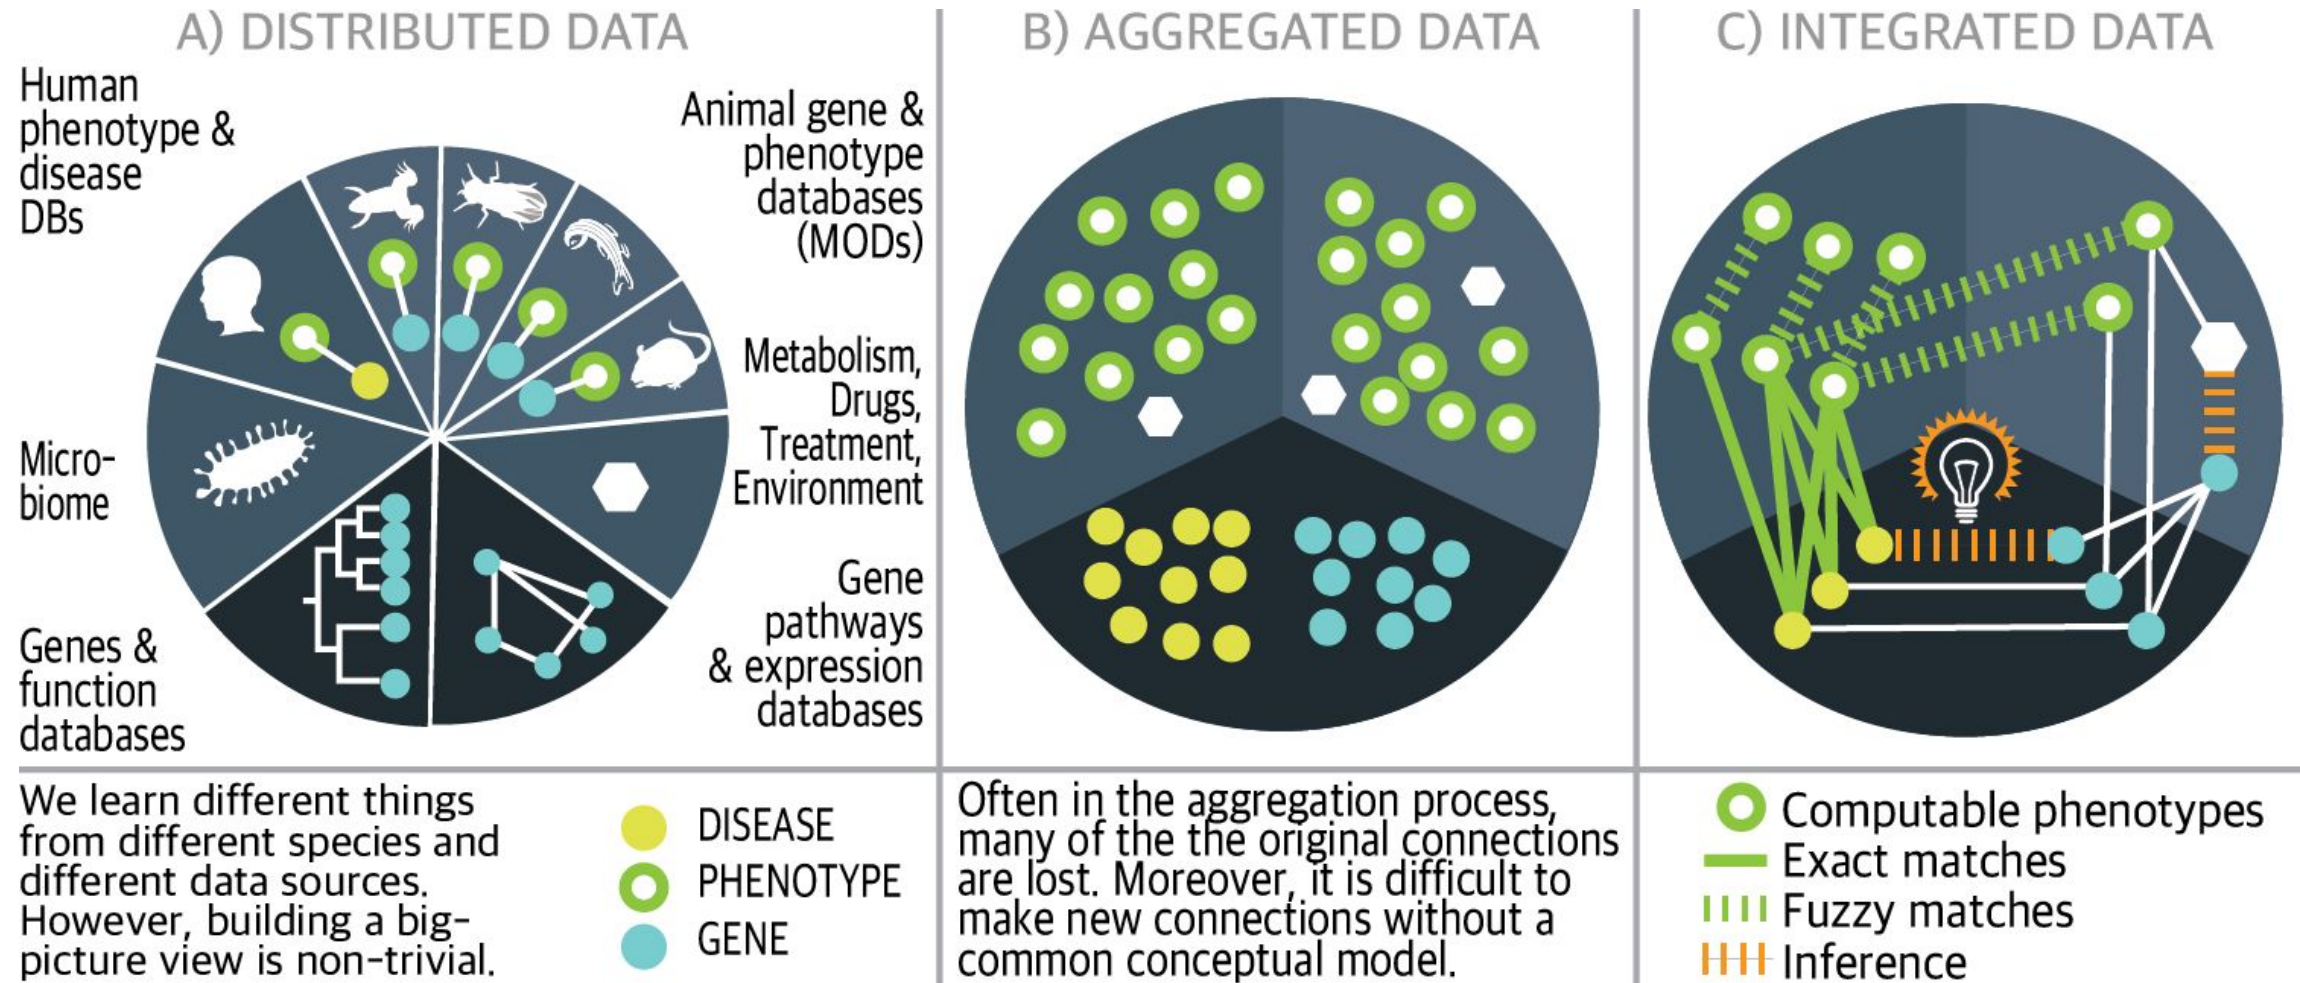 A) DISTRIBUTED DATA
Human
phenotype &
disease
DBs
Micro-
biome
Genes &
function
databases
Animal gene &
phenotype
databases
(MODs)
Metabolism,
Drugs,
Treatment,
Environment
Gene
pathways
& expression
databases
We learn different things
from different species and
different data sources.
However, building a big-
picture view is non-trivial.
DISEASE
PHENOTYPE
GENE
B) AGGREGATED DATA
Often in the aggregation process,
many of the the original connections
are lost. Moreover, it is difficult to
make new connections without a
common conceptual model.
C) INTEGRATED DATA
Computable phenotypes
Exact matches
Fuzzy matches
Inference